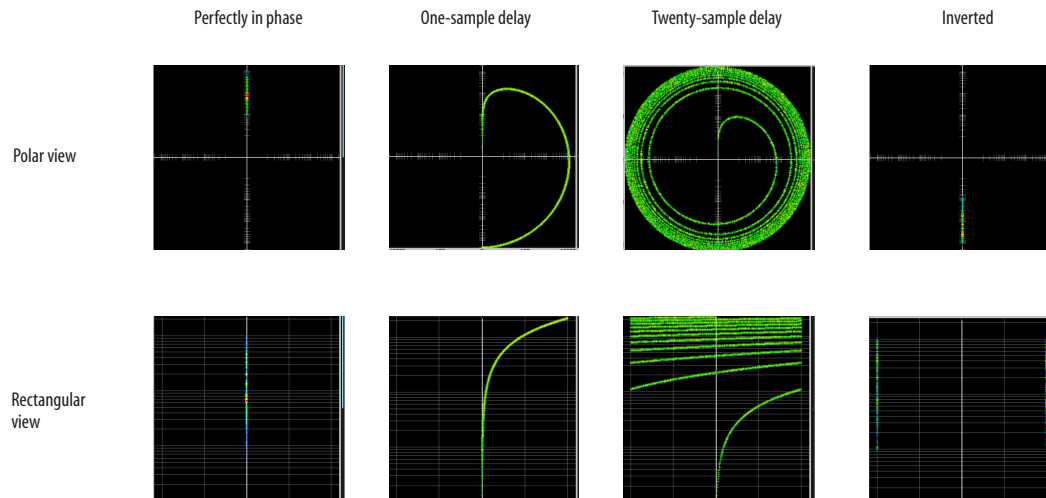 Perfectly in phase
One-sample delay
Twenty-sample delay
Inverted
Polar view
Rectangular
view